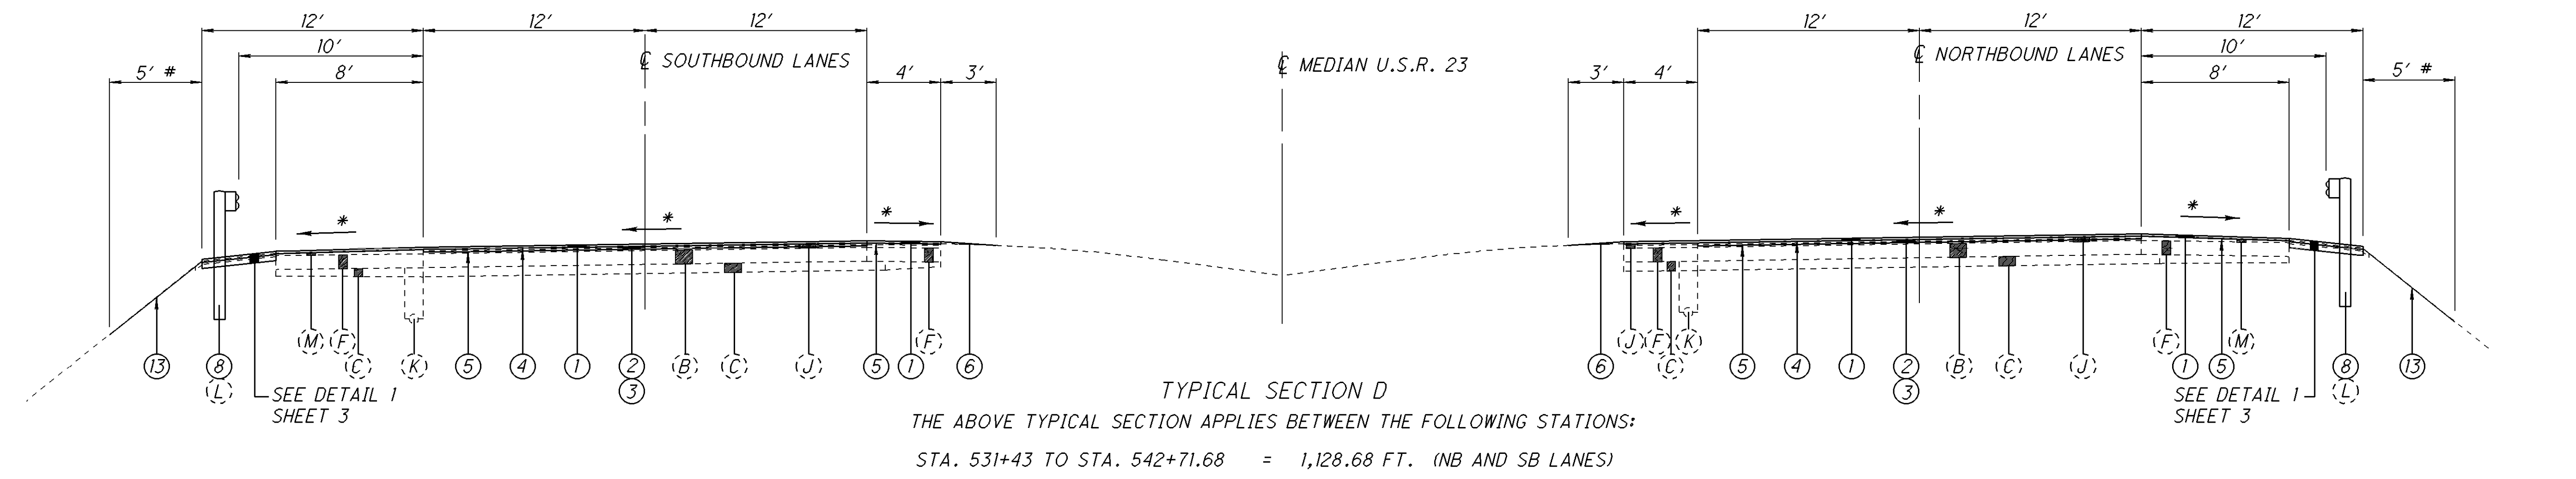 12' 12' 12' 12' 12' 12'
10' 10'
℄ SOUTHBOUND LANES ℄ MEDIAN U.S.R. 23 ℄ NORTHBOUND LANES
5' # 8' 4' 3' 3' 4' 8' 5' #
* * * * * *
M F K J F J F K F M
C C C C
13 8 5 4 1 2 B J 5 1 6 6 5 4 1 2 B J 1 5 8 13
L 3 3 L
SEE DETAIL 1
SHEET 3
SEE DETAIL 1
SHEET 3
TYPICAL SECTION D
THE ABOVE TYPICAL SECTION APPLIES BETWEEN THE FOLLOWING STATIONS:
STA. 531+43 TO STA. 542+71.68 = 1,128.68 FT. (NB AND SB LANES)